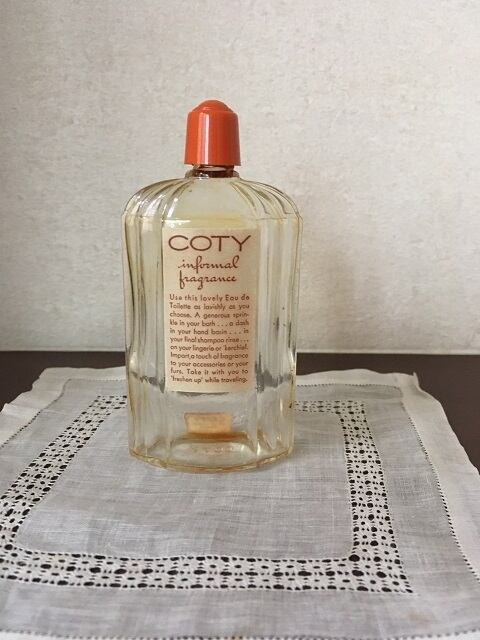 COTY
informal
fragrance
Use this lovely Eau de
Toilette as lavishly as you
choose. A generous sprin-
kle in your bath . . . a dash
in your hand basin . . . in
your final shampoo rinse . . .
on your lingerie or 'kerchief.
Impart a touch of fragrance
to your accessories or your
furs. Take it with you to
'freshen up' while traveling.